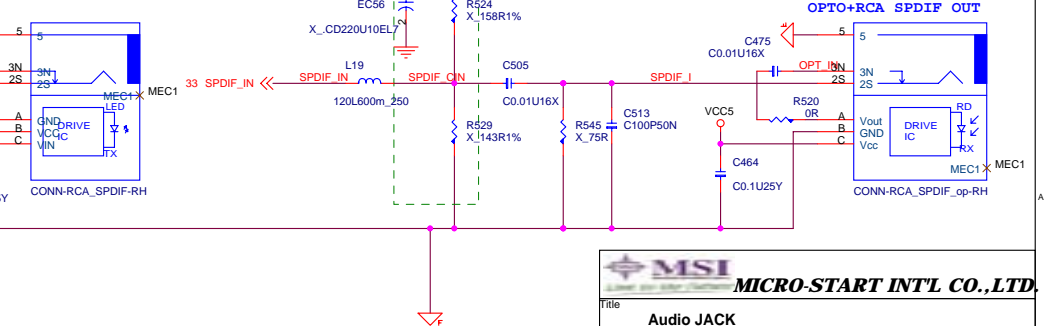 OPTO+RCA SPDIF OUT
EC56
X_.CD220U10EL7
2
R524
X_158R1%
5
5
3N
3N
2S
2S
MEC1
MEC1
LED
A
GND
B
VCC
C
VIN
DRIVE
IC
TX
CONN-RCA_SPDIF-RH
33 SPDIF_IN
SPDIF_IN
L19
120L600m_250
SPDIF_CIN
C505
C0.01U16X
R529
X_143R1%
R545
X_75R
C513
C100P50N
SPDIF_I
C475
C0.01U16X
OPT_IN
VCC5
R520
0R
C464
C0.1U25Y
5
5
3N
3N
2S
2S
A
Vout
B
GND
C
Vcc
DRIVE
IC
RD
RX
MEC1
MEC1
CONN-RCA_SPDIF_op-RH
A
MSI
MICRO-START INT'L CO.,LTD.
Title
Audio JACK